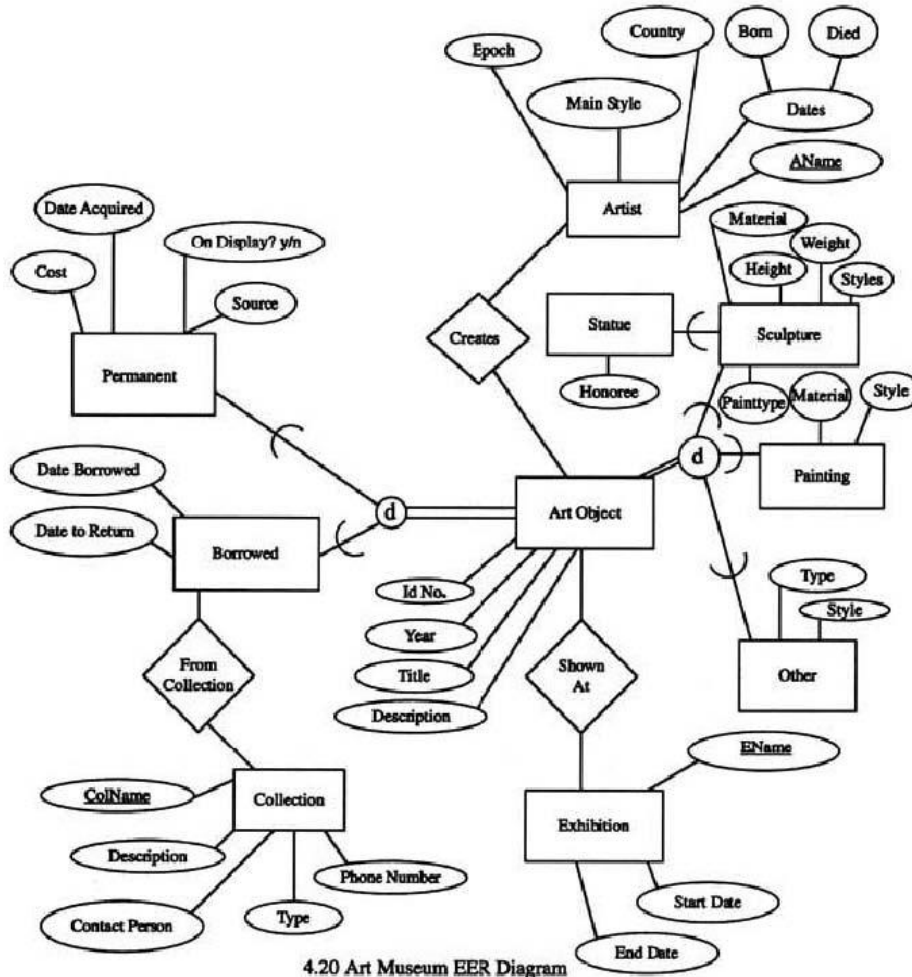 Country
Born
Died
Epoch
Main Style
Dates
AName
Artist
Date Acquired
On Display? y/n
Cost
Source
Permanent
Creates
Statue
Honoree
Material
Weight
Height
Styles
Sculpture
Painttype
Material
Style
d
Painting
Date Borrowed
Date to Return
Borrowed
d
Art Object
Id No.
Year
Title
Description
Type
Style
Other
From
Collection
Shown
At
ColName
Collection
Description
Contact Person
Type
Phone Number
EName
Exhibition
Start Date
End Date
4.20 Art Museum EER Diagram